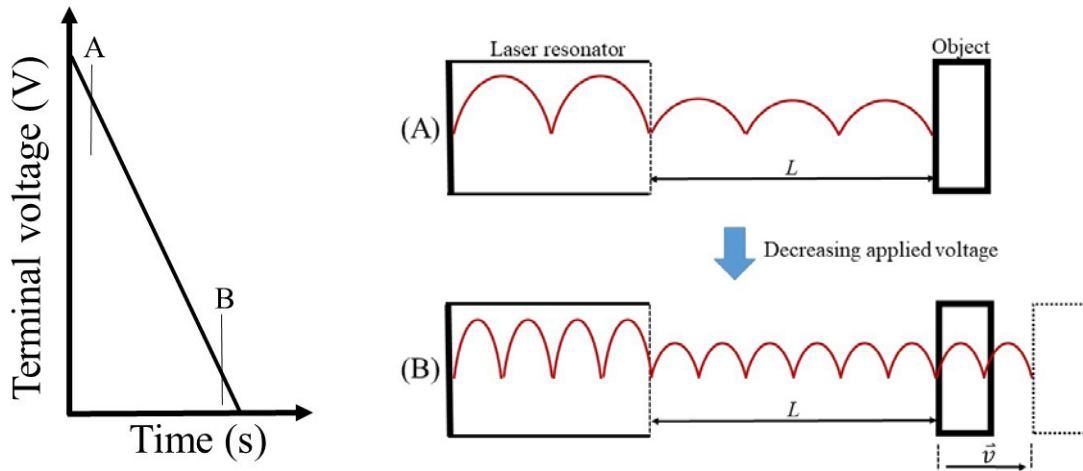 Terminal voltage (V)
A
B
Time (s)
Laser resonator
Object
(A)
L
Decreasing applied voltage
(B)
L
v⃗